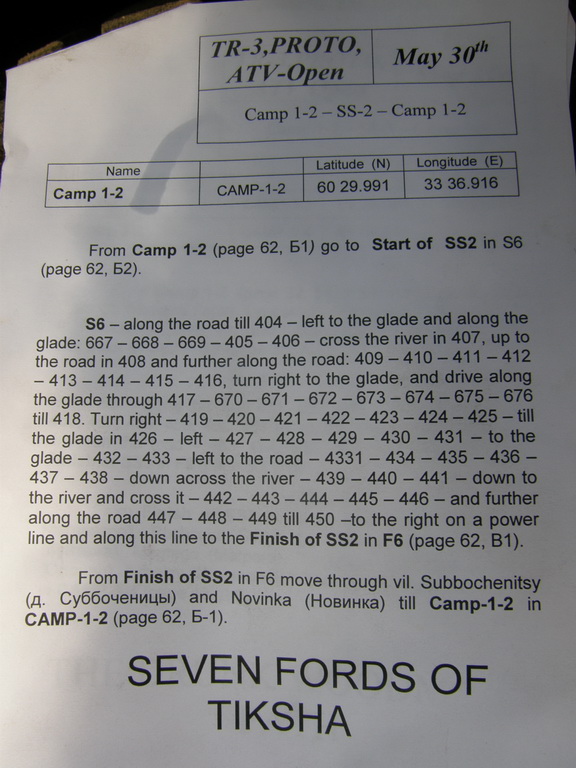 TR-3,PROTO,
ATV-Open
May 30th
Camp 1-2 – SS-2 – Camp 1-2
Name Latitude (N) Longitude (E)
Camp 1-2 CAMP-1-2 60 29.991 33 36.916
From Camp 1-2 (page 62, Б1) go to Start of SS2 in S6
(page 62, Б2).
S6 – along the road till 404 – left to the glade and along the
glade: 667 – 668 – 669 – 405 – 406 – cross the river in 407, up to
the road in 408 and further along the road: 409 – 410 – 411 – 412
– 413 – 414 – 415 – 416, turn right to the glade, and drive along
the glade through 417 – 670 – 671 – 672 – 673 – 674 – 675 – 676
till 418. Turn right – 419 – 420 – 421 – 422 – 423 – 424 – 425 – till
the glade in 426 – left – 427 – 428 – 429 – 430 – 431 – to the
glade – 432 – 433 – left to the road – 4331 – 434 – 435 – 436 –
437 – 438 – down across the river – 439 – 440 – 441 – down to
the river and cross it – 442 – 443 – 444 – 445 – 446 – and further
along the road 447 – 448 – 449 till 450 –to the right on a power
line and along this line to the Finish of SS2 in F6 (page 62, В1).
From Finish of SS2 in F6 move through vil. Subbochenitsy
(д. Суббоченицы) and Novinka (Новинка) till Camp-1-2 in
CAMP-1-2 (page 62, Б-1).
SEVEN FORDS OF
TIKSHA